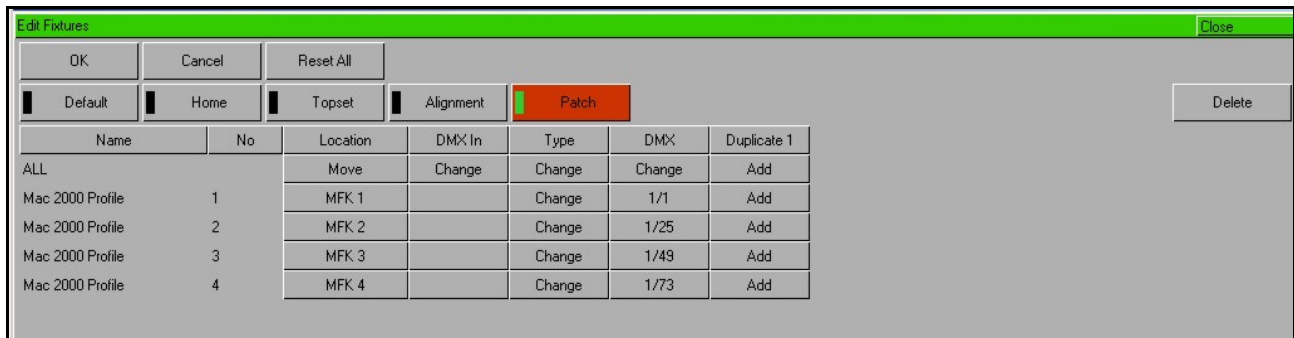 Edit Fixtures Close
OK Cancel Reset All
Default Home Topset Alignment Patch Delete
Name No Location DMX In Type DMX Duplicate 1
ALL Move Change Change Change Add
Mac 2000 Profile 1 MFK 1 Change 1/1 Add
Mac 2000 Profile 2 MFK 2 Change 1/25 Add
Mac 2000 Profile 3 MFK 3 Change 1/49 Add
Mac 2000 Profile 4 MFK 4 Change 1/73 Add